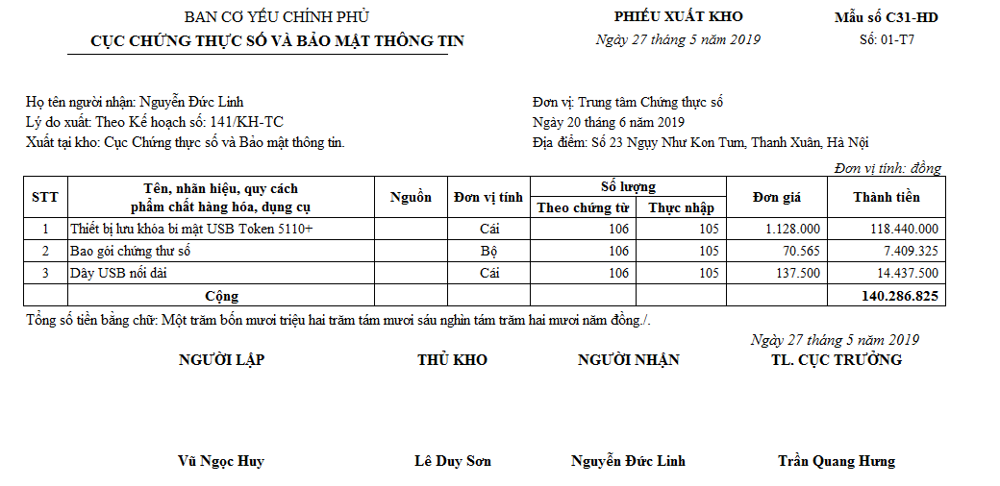 BAN CƠ YẾU CHÍNH PHỦ
CỤC CHỨNG THỰC SỐ VÀ BẢO MẬT THÔNG TIN
PHIẾU XUẤT KHO
Ngày 27 tháng 5 năm 2019
Mẫu số C31-HD
Số: 01-T7
Họ tên người nhận: Nguyễn Đức Linh
Lý do xuất: Theo Kế hoạch số: 141/KH-TC
Xuất tại kho: Cục Chứng thực số và Bảo mật thông tin.
Đơn vị: Trung tâm Chứng thực số
Ngày 20 tháng 6 năm 2019
Địa điểm: Số 23 Ngụy Như Kon Tum, Thanh Xuân, Hà Nội
Đơn vị tính: đồng
STT Tên, nhãn hiệu, quy cách phẩm chất hàng hóa, dụng cụ Nguồn Đơn vị tính Số lượng Đơn giá Thành tiền
Theo chứng từ Thực nhập
1 Thiết bị lưu khóa bí mật USB Token 5110+ Cái 106 105 1.128.000 118.440.000
2 Bao gói chứng thư số Bộ 106 105 70.565 7.409.325
3 Dây USB nối dài Cái 106 105 137.500 14.437.500
Cộng 140.286.825
Tổng số tiền bằng chữ: Một trăm bốn mươi triệu hai trăm tám mươi sáu nghìn tám trăm hai mươi năm đồng./.
Ngày 27 tháng 5 năm 2019
NGƯỜI LẬP THỦ KHO NGƯỜI NHẬN TL. CỤC TRƯỞNG
Vũ Ngọc Huy Lê Duy Sơn Nguyễn Đức Linh Trần Quang Hưng